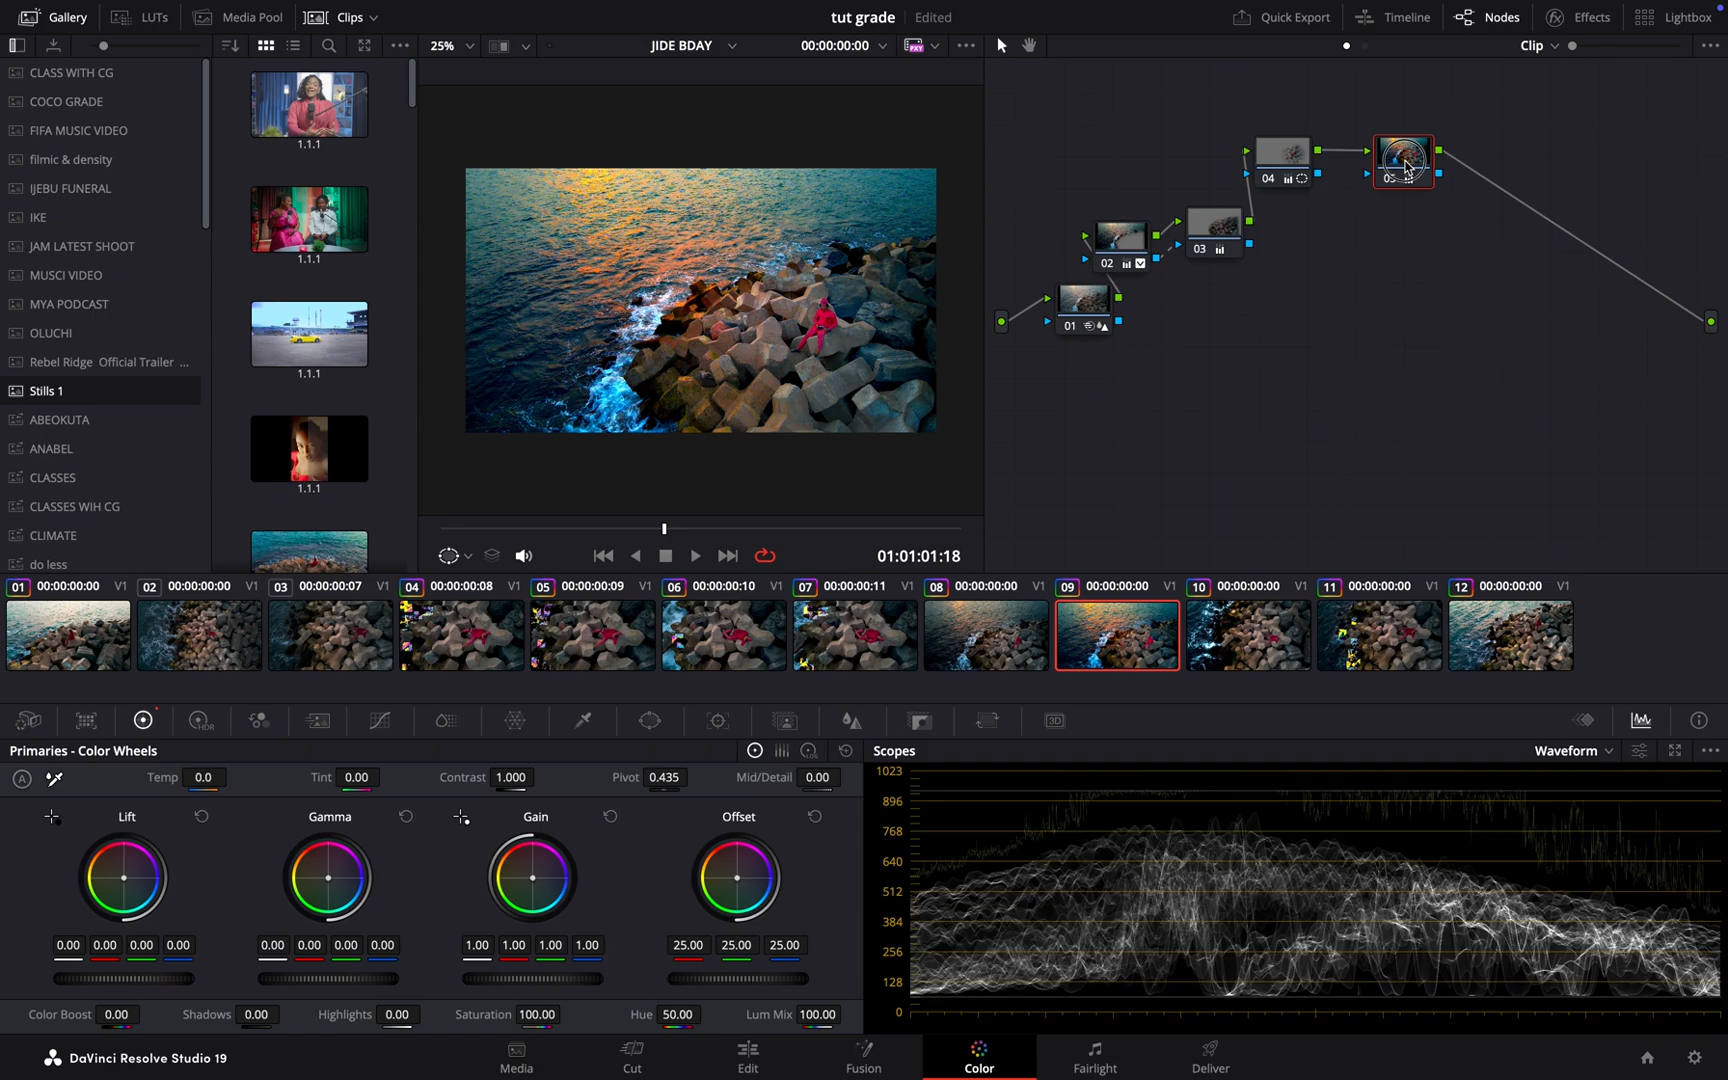 Gallery LUTs Media Pool Clips tut grade Edited Quick Export Timeline Nodes Effects Lightbox
25% JIDE BDAY 00:00:00:00 PXY Clip
CLASS WITH CG
COCO GRADE
FIFA MUSIC VIDEO
filmic & density
IJEBU FUNERAL
IKE
JAM LATEST SHOOT
MUSCI VIDEO
MYA PODCAST
OLUCHI
Rebel Ridge Official Trailer ...
Stills 1
ABEOKUTA
ANABEL
CLASSES
CLASSES WIH CG
CLIMATE
do less
1.1.1
1.1.1
1.1.1
1.1.1
04
02
03
01
01:01:01:18
01 00:00:00:00 V1 02 00:00:00:00 V1 03 00:00:00:07 V1 04 00:00:00:08 V1 05 00:00:00:09 V1 06 00:00:00:10 V1 07 00:00:00:11 V1 08 00:00:00:00 V1 09 00:00:00:00 V1 10 00:00:00:00 V1 11 00:00:00:00 V1 12 00:00:00:00 V1
HDR 3D
Primaries - Color Wheels
A Temp 0.0 Tint 0.00 Contrast 1.000 Pivot 0.435 Mid/Detail 0.00
Lift Gamma Gain Offset
0.00 0.00 0.00 0.00 0.00 0.00 0.00 0.00 1.00 1.00 1.00 1.00 25.00 25.00 25.00
Color Boost 0.00 Shadows 0.00 Highlights 0.00 Saturation 100.00 Hue 50.00 Lum Mix 100.00
Scopes Waveform
1023
896
768
640
512
384
256
128
0
DaVinci Resolve Studio 19
Media Cut Edit Fusion Color Fairlight Deliver